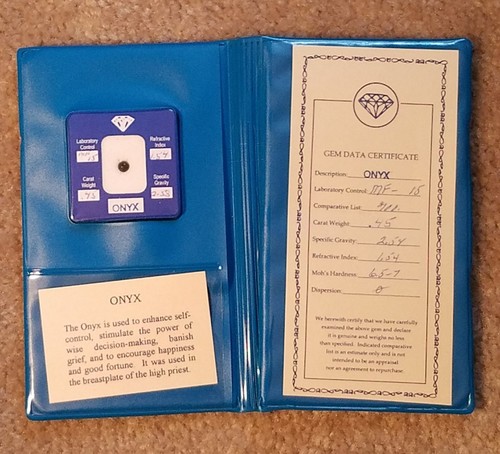 Laboratory Control
Refractive Index
Carat Weight
Specific Gravity
ONYX
ONYX
The Onyx is used to enhance self-
control, stimulate the power of
wise decision-making, banish
grief, and to encourage happiness
and good fortune. It was used in
the breastplate of the high priest.
GEM DATA CERTIFICATE
Description: ONYX
Laboratory Control: MF- 15
Comparative List:
Carat Weight: .45
Specific Gravity: 2.54
Refractive Index: 1.54
Moh's Hardness: 6.5-7
Dispersion: 0
We herewith certify that we have carefully
examined the above gem and declare
it is genuine and weighs no less
than specified. Indicated comparative
list is an estimate only and is not
intended to be an appraisal
nor an agreement to repurchase.